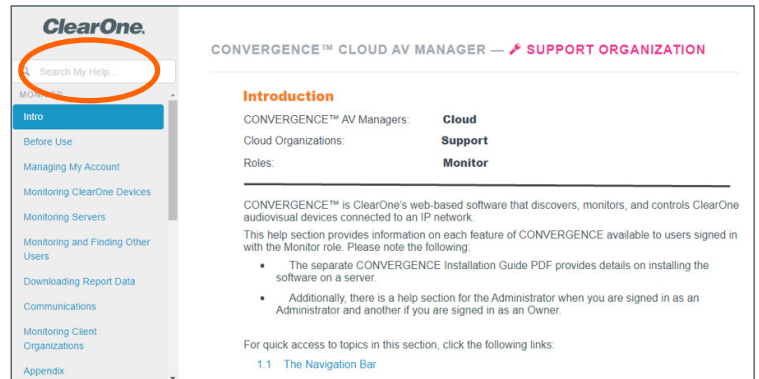 ClearOne.
Search My Help...
MONITOR
Intro
Before Use
Managing My Account
Monitoring ClearOne Devices
Monitoring Servers
Monitoring and Finding Other
Users
Downloading Report Data
Communications
Monitoring Client
Organizations
Appendix
CONVERGENCE™ CLOUD AV MANAGER — SUPPORT ORGANIZATION
Introduction
CONVERGENCE™ AV Managers: Cloud
Cloud Organizations: Support
Roles: Monitor
CONVERGENCE™ is ClearOne's web-based software that discovers, monitors, and controls ClearOne
audiovisual devices connected to an IP network.
This help section provides information on each feature of CONVERGENCE available to users signed in
with the Monitor role. Please note the following:
• The separate CONVERGENCE Installation Guide PDF provides details on installing the
software on a server.
• Additionally, there is a help section for the Administrator when you are signed in as an
Administrator and another if you are signed in as an Owner.
For quick access to topics in this section, click the following links:
1.1 The Navigation Bar